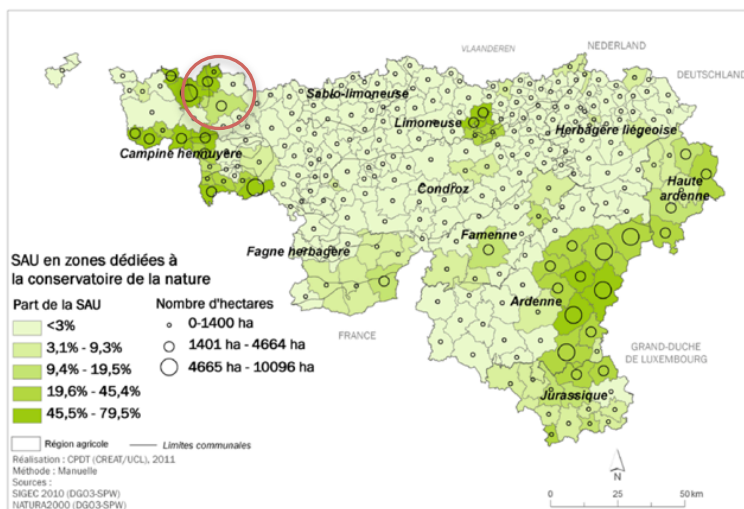 VLAANDEREN
NEDERLAND
DEUTSCHLAND
Sablo-limoneuse
Limoneuse
Herbagère liégeoise
Campine hennuyère
Condroz
Haute
ardenne
Famenne
Fagne herbagère
Ardenne
FRANCE
GRAND-DUCHE
DE LUXEMBOURG
Jurassique
SAU en zones dédiées à
la conservatoire de la nature
Part de la SAU
<3%
3,1% - 9,3%
9,4% - 19,5%
19,6% - 45,4%
45,5% - 79,5%
Nombre d'hectares
0-1400 ha
1401 ha - 4664 ha
4665 ha - 10096 ha
Région agricole
Limites communales
Réalisation : CPDT (CREAT/UCL), 2011
Méthode : Manuelle
Sources :
SIGEC 2010 (DGO3-SPW)
NATURA2000 (DGO3-SPW)
N
0 25 50 km